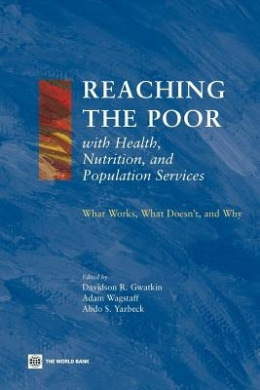 REACHING
THE POOR
with Health,
Nutrition, and
Population Services
What Works, What Doesn't, and Why
Edited by
Davidson R. Gwatkin
Adam Wagstaff
Abdo S. Yazbeck
THE WORLD BANK